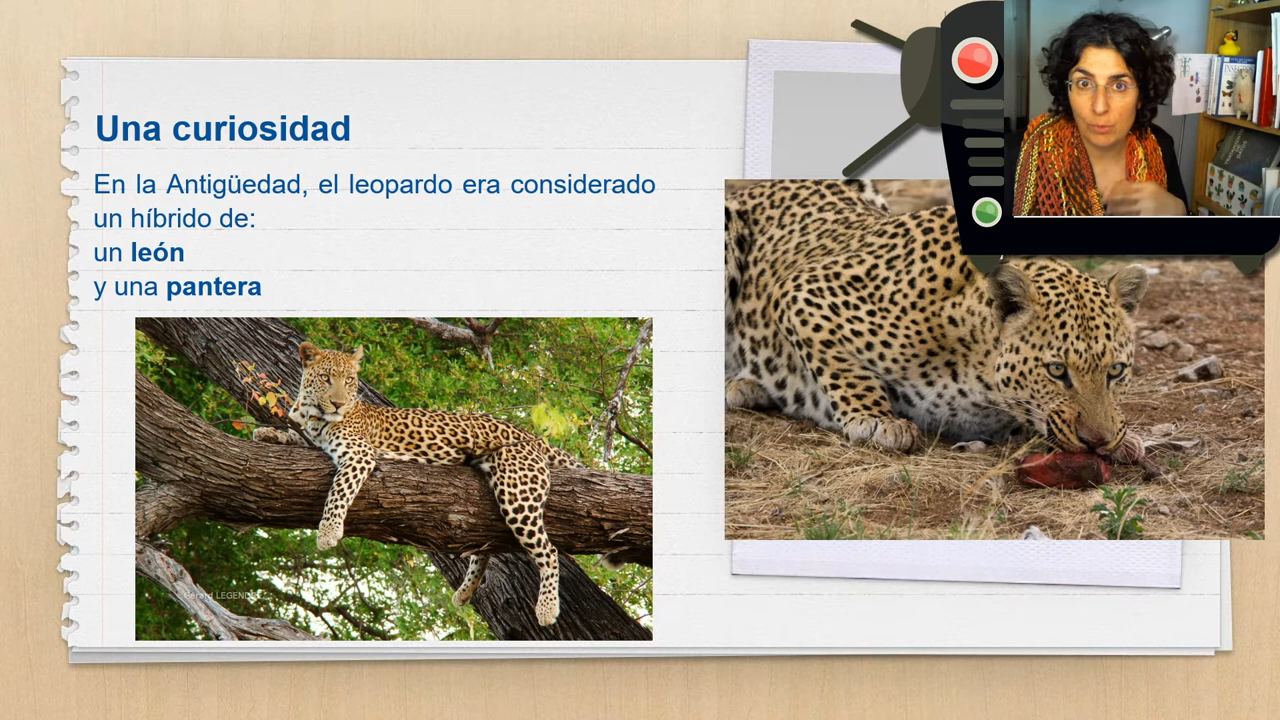 Una curiosidad
En la Antigüedad, el leopardo era considerado
un híbrido de:
un león
y una pantera